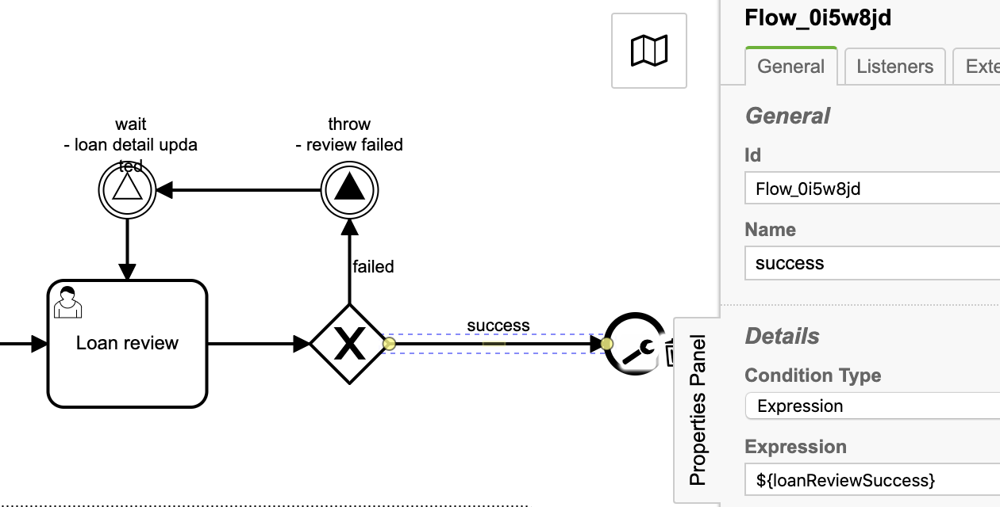 wait
- loan detail upda
ted
throw
- review failed
failed
Loan review
X
success
Properties Panel
Flow_0i5w8jd
General
Listeners
Exte
General
Id
Flow_0i5w8jd
Name
success
Details
Condition Type
Expression
Expression
${loanReviewSuccess}